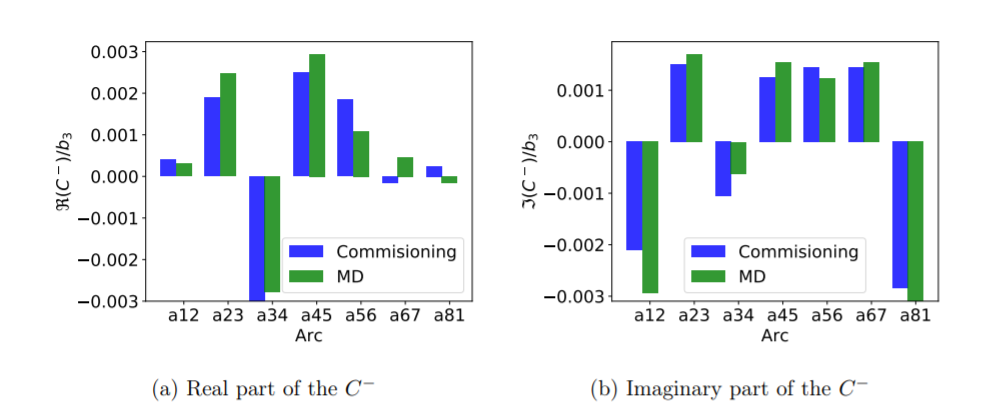 0.003
0.002
0.001
0.000
−0.001
−0.002
−0.003
ℜ(C⁻)/b₃
Commisioning
MD
a12 a23 a34 a45 a56 a67 a81
Arc
(a) Real part of the C⁻
0.001
0.000
−0.001
−0.002
−0.003
ℑ(C⁻)/b₃
Commisioning
MD
a12 a23 a34 a45 a56 a67 a81
Arc
(b) Imaginary part of the C⁻